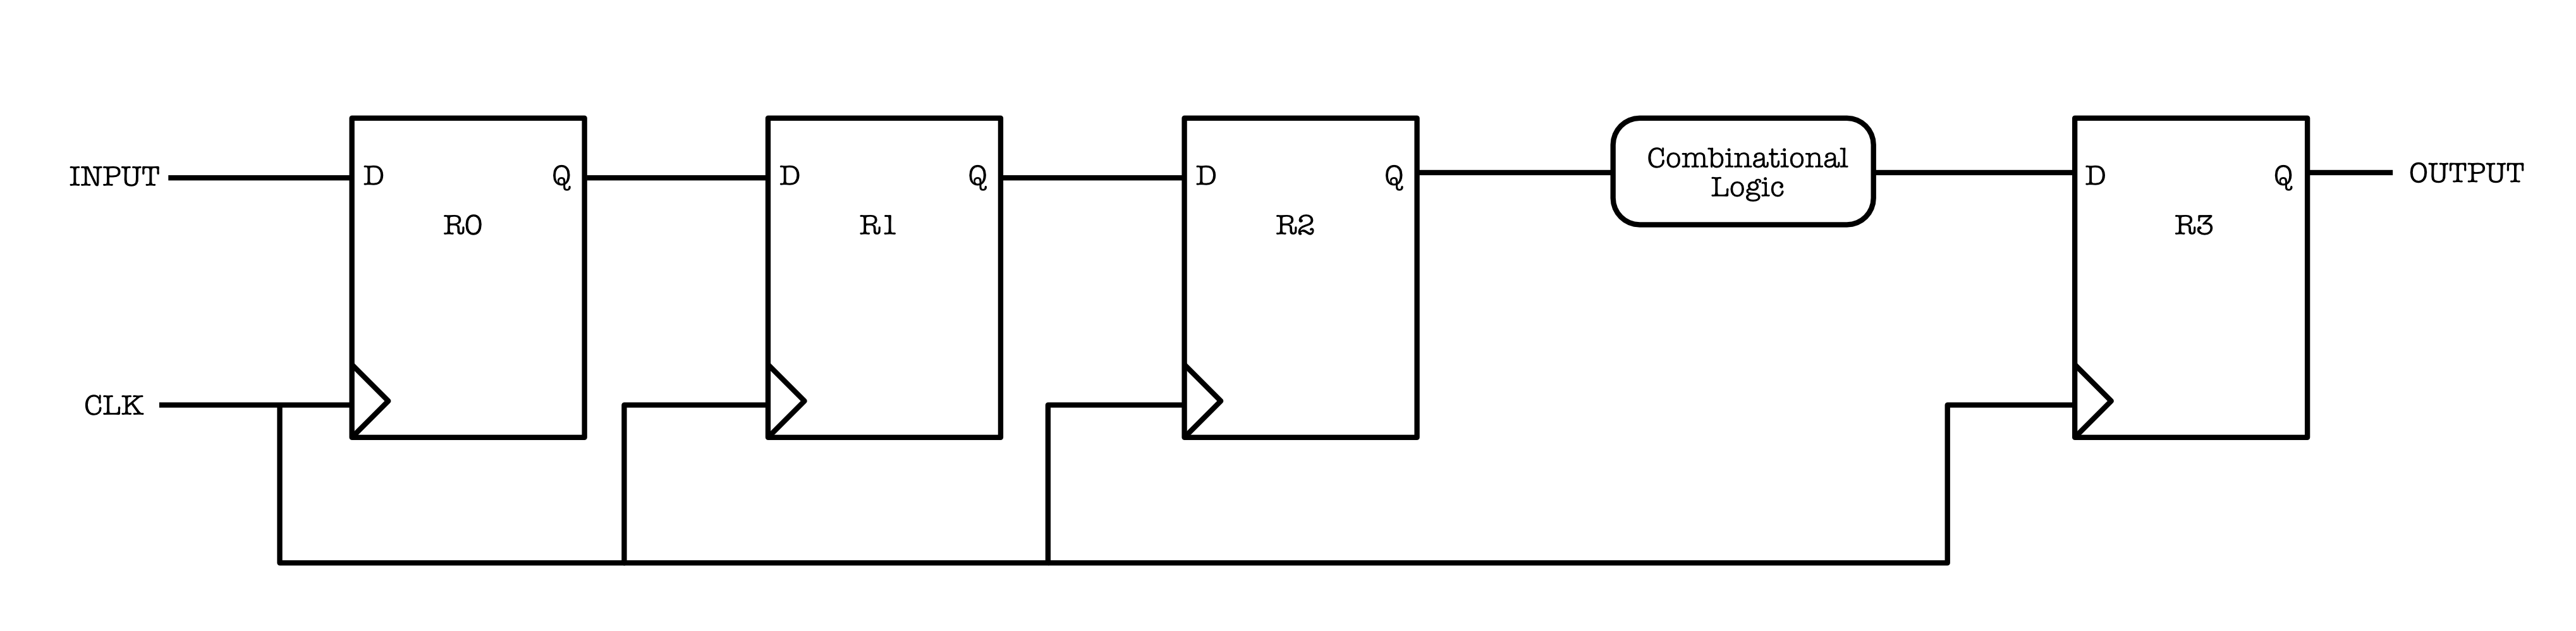 INPUT
D
Q
R0
D
Q
R1
D
Q
R2
Combinational
Logic
D
Q
R3
OUTPUT
CLK